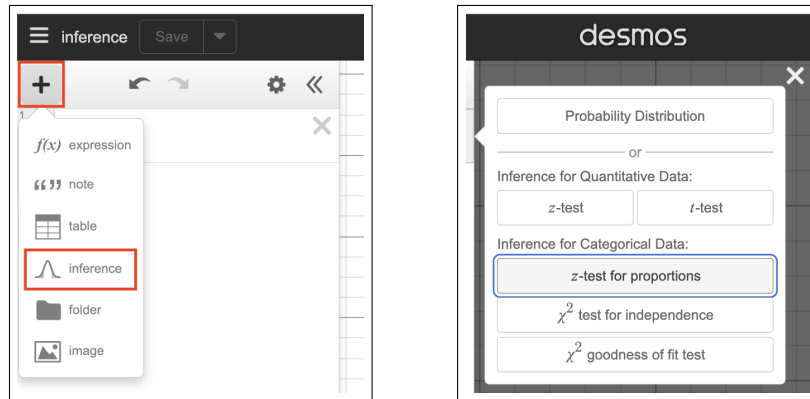 inference Save
1
f(x) expression
❝❞ note
table
inference
folder
image
desmos
Probability Distribution
or
Inference for Quantitative Data:
z-test t-test
Inference for Categorical Data:
z-test for proportions
χ² test for independence
χ² goodness of fit test